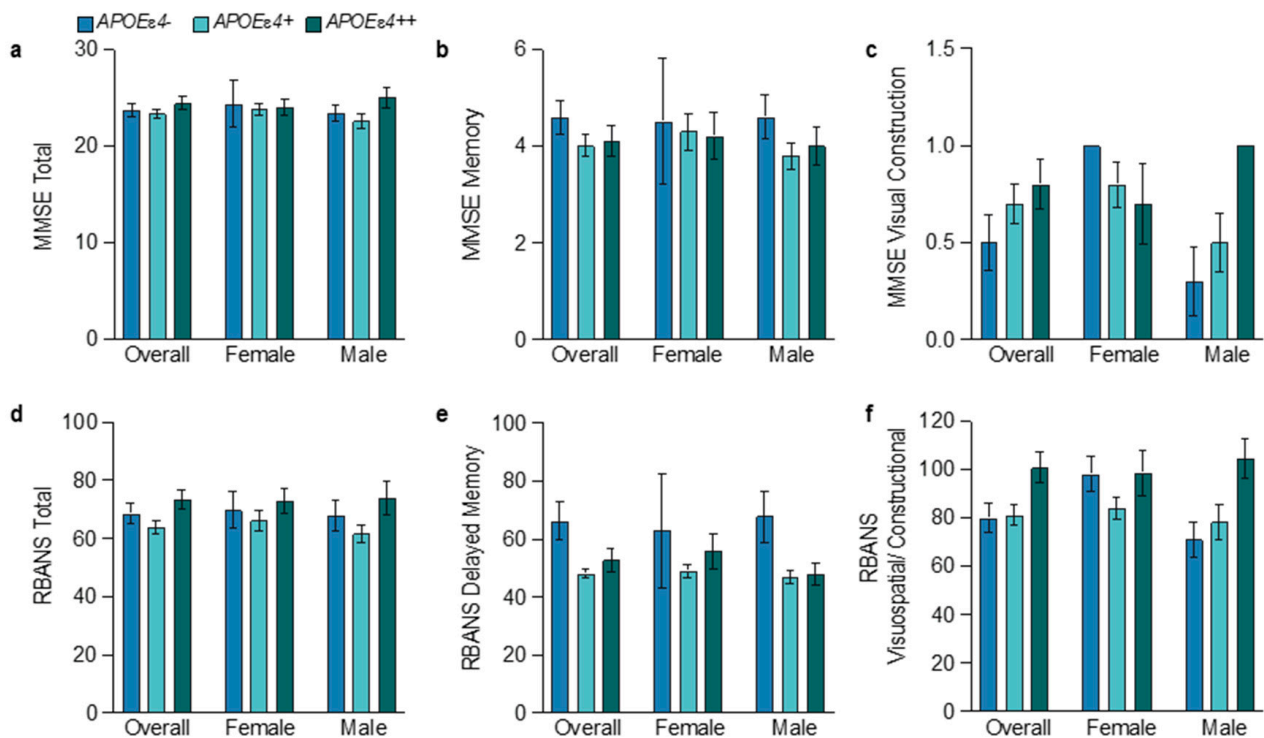 APOEε4- APOEε4+ APOEε4++
a
MMSE Total
30
20
10
0
Overall Female Male
b
MMSE Memory
6
4
2
0
Overall Female Male
c
MMSE Visual Construction
1.5
1.0
0.5
0.0
Overall Female Male
d
RBANS Total
100
80
60
40
20
0
Overall Female Male
e
RBANS Delayed Memory
100
80
60
40
20
0
Overall Female Male
f
RBANS
Visuospatial/ Constructional
120
100
80
60
40
20
0
Overall Female Male